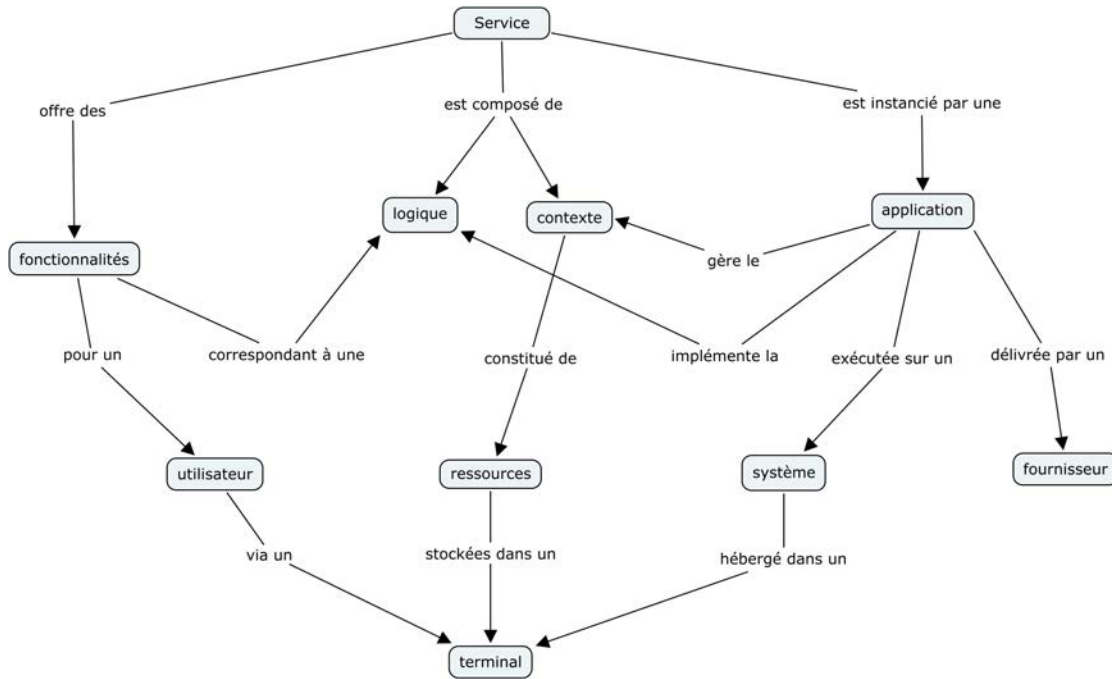 Service
offre des
est composé de
est instancié par une
logique
contexte
application
fonctionnalités
gère le
pour un
correspondant à une
constitué de
implémente la
exécutée sur un
délivrée par un
utilisateur
ressources
système
fournisseur
via un
stockées dans un
hébergé dans un
terminal